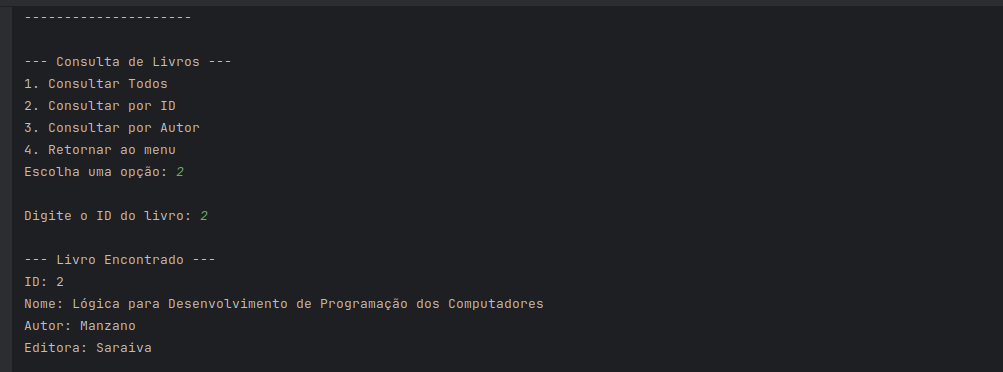 ---------------------
--- Consulta de Livros ---
1. Consultar Todos
2. Consultar por ID
3. Consultar por Autor
4. Retornar ao menu
Escolha uma opção: 2
Digite o ID do livro: 2
--- Livro Encontrado ---
ID: 2
Nome: Lógica para Desenvolvimento de Programação dos Computadores
Autor: Manzano
Editora: Saraiva